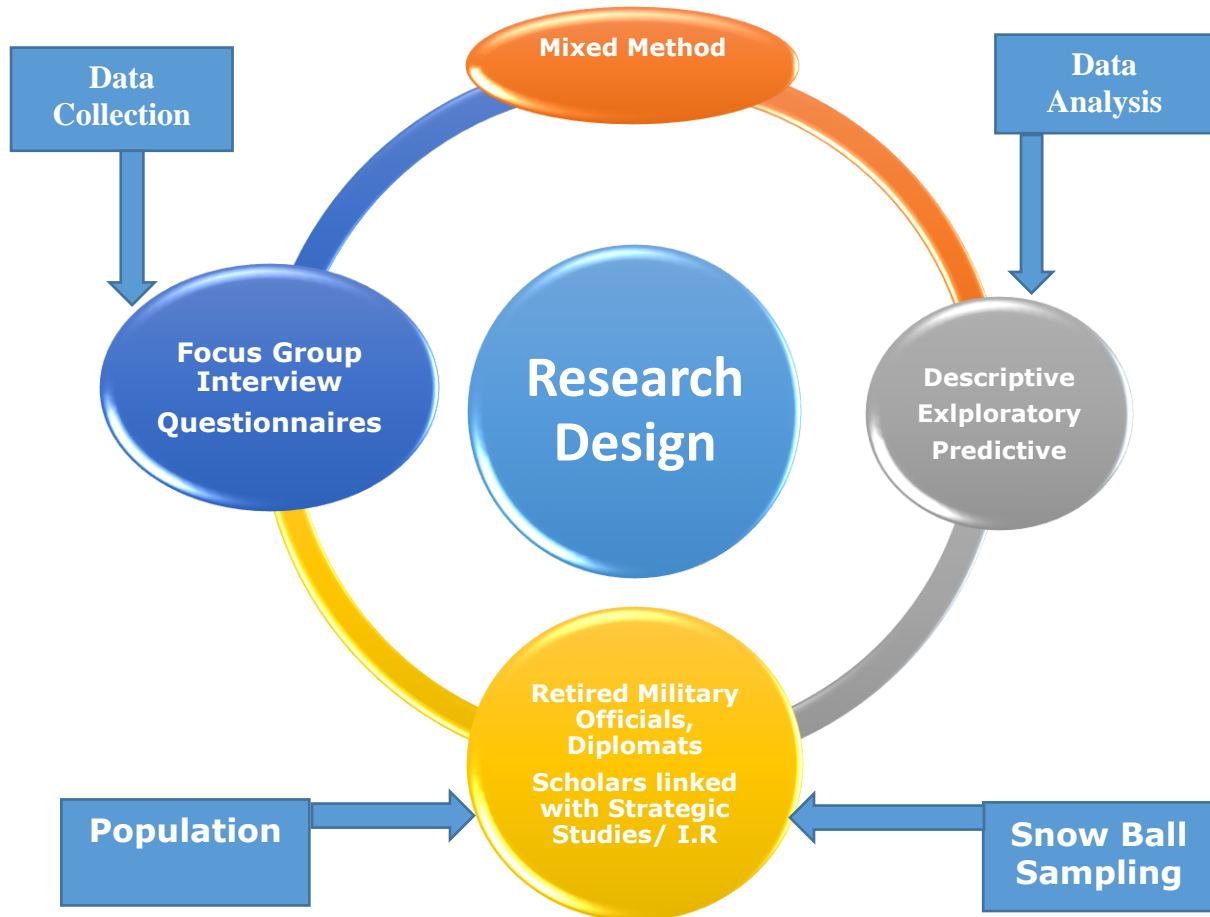 Mixed Method
Data
Collection
Data
Analysis
Focus Group
Interview
Questionnaires
Research
Design
Descriptive
Exlploratory
Predictive
Retired Military
Officials,
Diplomats
Scholars linked
with Strategic
Studies/ I.R
Population
Snow Ball
Sampling